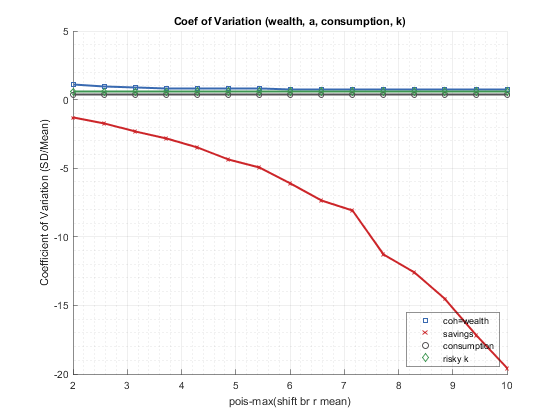 Coef of Variation (wealth, a, consumption, k)
Coefficient of Variation (SD/Mean)
5
0
-5
-10
-15
-20
2 3 4 5 6 7 8 9 10
pois-max(shift br r mean)
coh=wealth
savings
consumption
risky k